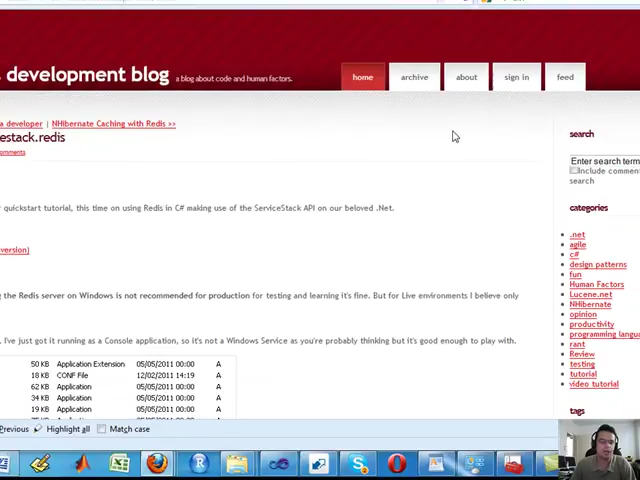 development blog a blog about code and human factors.
home archive about sign in feed
a developer | NHibernate Caching with Redis >>
estack.redis
omments
search
Enter search term
Include commen
search
quickstart tutorial, this time on using Redis in C# making use of the ServiceStack API on our beloved .Net.
categories
version)
.net
agile
c#
design patterns
fun
Human Factors
Lucene.net
NHibernate
opinion
productivity
programming langua
rant
Review
testing
tutorial
video tutorial
g the Redis server on Windows is not recommended for production for testing and learning it's fine. But for Live environments I believe only
. I've just got it running as a Console application, so it's not a Windows Service as you're probably thinking but it's good enough to play with.
50 KB Application Extension 05/05/2011 00:00 A
18 KB CONF File 12/02/2011 14:19 A
62 KB Application 05/05/2011 00:00 A
34 KB Application 05/05/2011 00:00 A
19 KB Application 05/05/2011 00:00 A
tags
Previous Highlight all Match case